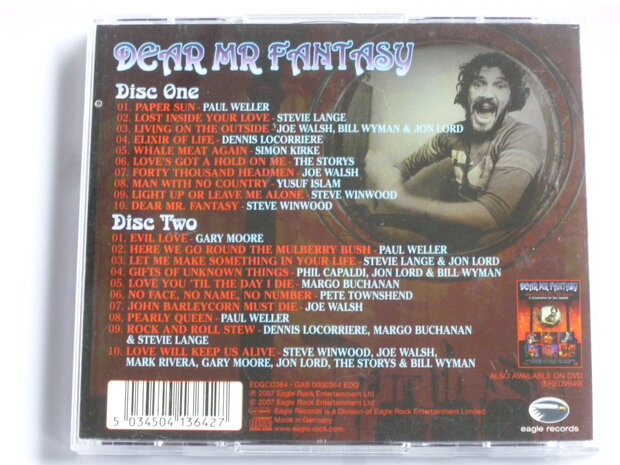 DEAR MR FANTASY
Disc One
01. PAPER SUN - PAUL WELLER
02. LOST INSIDE YOUR LOVE - STEVIE LANGE
03. LIVING ON THE OUTSIDE - JOE WALSH, BILL WYMAN & JON LORD
04. ELIXIR OF LIFE - DENNIS LOCORRIERE
05. WHALE MEAT AGAIN - SIMON KIRKE
06. LOVE'S GOT A HOLD ON ME - THE STORYS
07. FORTY THOUSAND HEADMEN - JOE WALSH
08. MAN WITH NO COUNTRY - YUSUF ISLAM
09. LIGHT UP OR LEAVE ME ALONE - STEVE WINWOOD
10. DEAR MR. FANTASY - STEVE WINWOOD
Disc Two
01. EVIL LOVE - GARY MOORE
02. HERE WE GO ROUND THE MULBERRY BUSH - PAUL WELLER
03. LET ME MAKE SOMETHING IN YOUR LIFE - STEVIE LANGE & JON LORD
04. GIFTS OF UNKNOWN THINGS - PHIL CAPALDI, JON LORD & BILL WYMAN
05. LOVE YOU 'TIL THE DAY I DIE - MARGO BUCHANAN
06. NO FACE, NO NAME, NO NUMBER - PETE TOWNSHEND
07. JOHN BARLEYCORN MUST DIE - JOE WALSH
08. PEARLY QUEEN - PAUL WELLER
09. ROCK AND ROLL STEW - DENNIS LOCORRIERE, MARGO BUCHANAN
& STEVIE LANGE
10. LOVE WILL KEEP US ALIVE - STEVE WINWOOD, JOE WALSH,
MARK RIVERA, GARY MOORE, JON LORD, THE STORYS & BILL WYMAN
DEAR MR FANTASY
ALSO AVAILABLE ON DVD
(EREDV649)
EDGCD364 - GAS 0000364 EDG
℗ 2007 Eagle Rock Entertainment Ltd
© 2007 Eagle Rock Entertainment Ltd
Eagle Records is a Division of Eagle Rock Entertainment Limited
Made in Germany
www.eagle-rock.com
5 034504 136427
eagle records